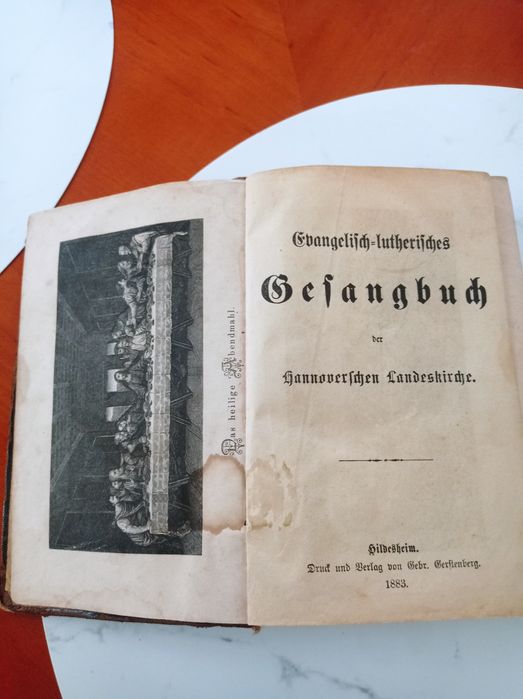 Das heilige Abendmahl.
Evangelisch-lutherisches
Gesangbuch
der
Hannoverschen Landeskirche.
Hildesheim.
Druck und Verlag von Gebr. Gerstenberg.
1883.